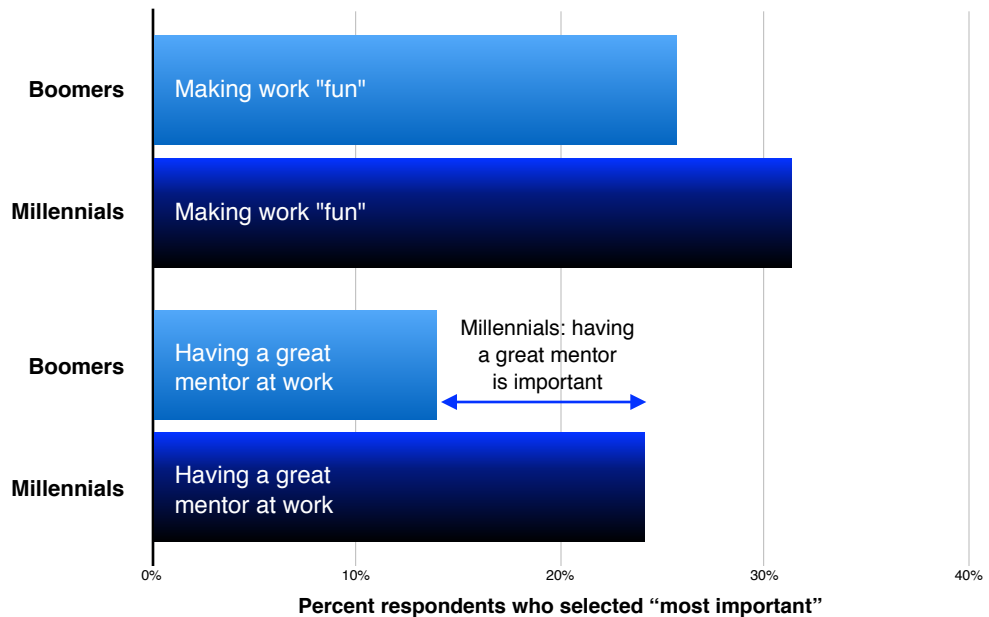 Boomers
Making work "fun"
Millennials
Making work "fun"
Boomers
Having a great
mentor at work
Millennials: having
a great mentor
is important
Millennials
Having a great
mentor at work
0%
10%
20%
30%
40%
Percent respondents who selected “most important”